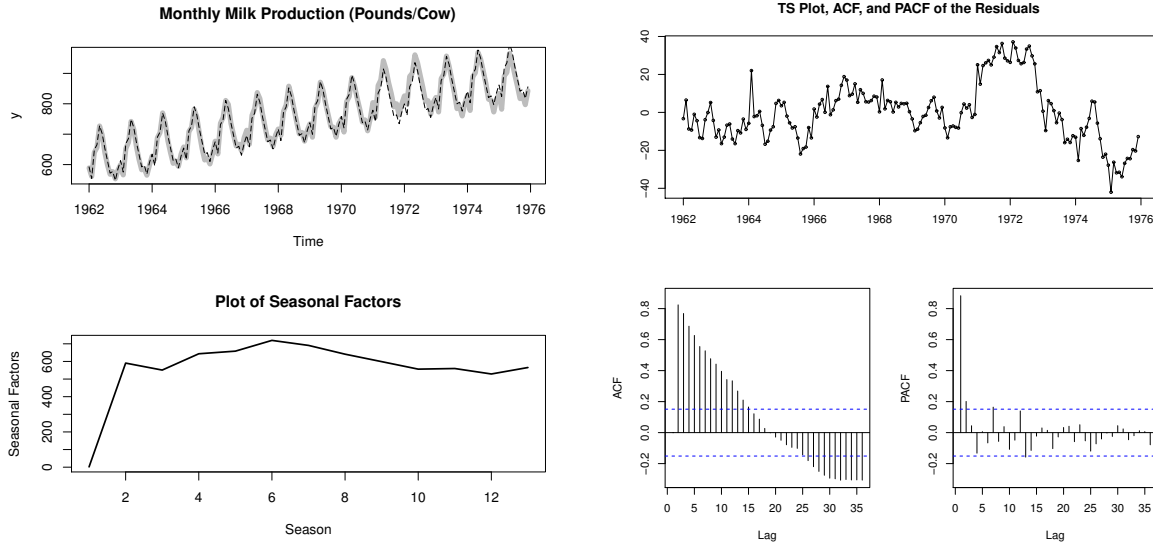 Monthly Milk Production (Pounds/Cow)
y
600 800
1962 1964 1966 1968 1970 1972 1974 1976
Time
Plot of Seasonal Factors
Seasonal Factors
0 200 400 600
2 4 6 8 10 12
Season
TS Plot, ACF, and PACF of the Residuals
−40 −20 0 20 40
1962 1964 1966 1968 1970 1972 1974 1976
ACF
−0.2 0.0 0.2 0.4 0.6 0.8
0 5 10 15 20 25 30 35
Lag
PACF
−0.2 0.0 0.2 0.4 0.6 0.8
0 5 10 15 20 25 30 35
Lag